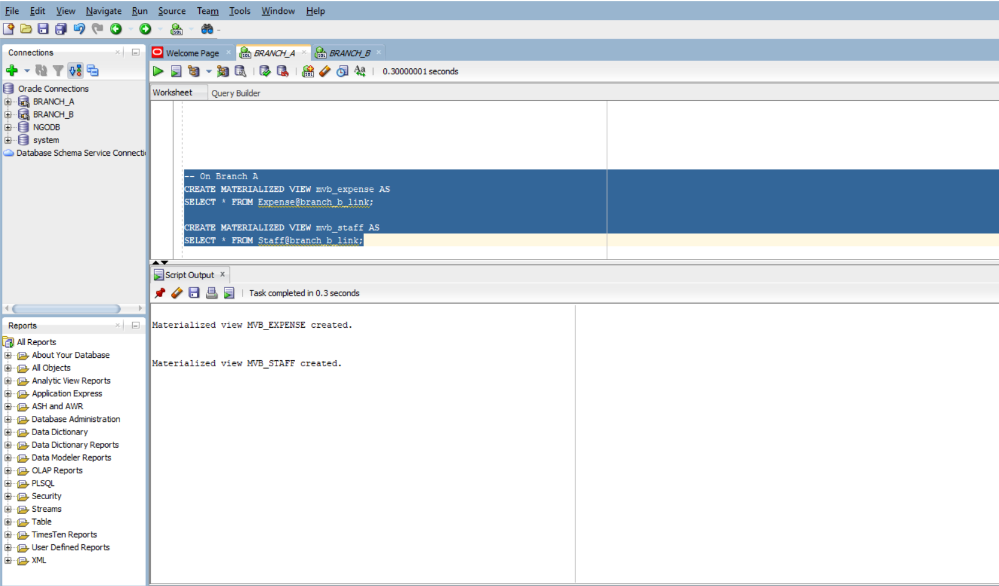 File Edit View Navigate Run Source Team Tools Window Help
Connections
Oracle Connections
BRANCH_A
BRANCH_B
NGODB
system
Database Schema Service Connecti
Reports
All Reports
About Your Database
All Objects
Analytic View Reports
Application Express
ASH and AWR
Database Administration
Data Dictionary
Data Dictionary Reports
Data Modeler Reports
OLAP Reports
PLSQL
Security
Streams
Table
TimesTen Reports
User Defined Reports
XML
Welcome Page BRANCH_A BRANCH_B
0.30000001 seconds
Worksheet Query Builder
-- On Branch A
CREATE MATERIALIZED VIEW mvb_expense AS
SELECT * FROM Expense@branch_b_link;
CREATE MATERIALIZED VIEW mvb_staff AS
SELECT * FROM Staff@branch_b_link;
Script Output
Task completed in 0.3 seconds
Materialized view MVB_EXPENSE created.
Materialized view MVB_STAFF created.